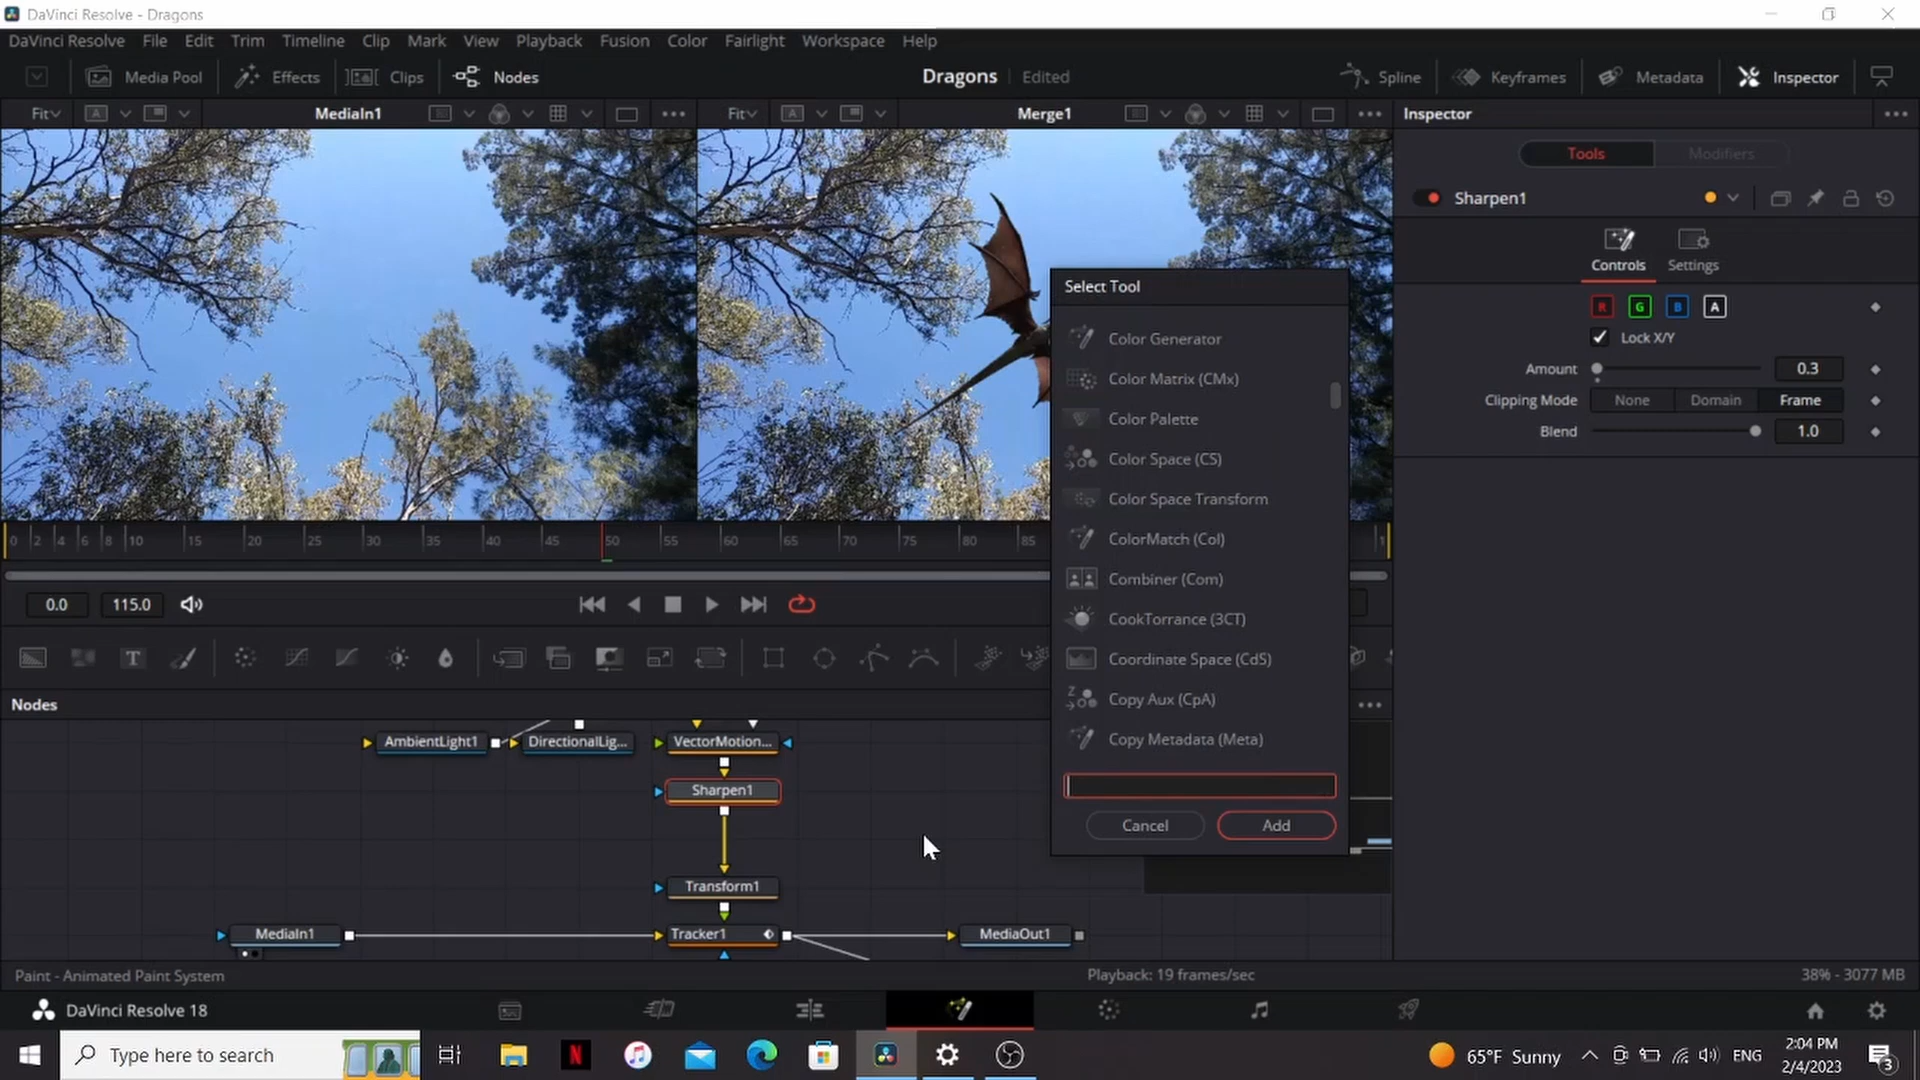 DaVinci Resolve - Dragons
DaVinci Resolve File Edit Trim Timeline Clip Mark View Playback Fusion Color Fairlight Workspace Help
Media Pool Effects Clips Nodes Dragons Edited Spline Keyframes Metadata Inspector
Fit A MediaIn1 Fit A Merge1 Inspector
Tools Modifiers
Sharpen1
Controls Settings
R G B A
Lock X/Y
Amount 0.3
Clipping Mode None Domain Frame
Blend 1.0
Select Tool
Color Generator
Color Matrix (CMx)
Color Palette
Color Space (CS)
Color Space Transform
ColorMatch (Col)
Combiner (Com)
CookTorrance (3CT)
Coordinate Space (CdS)
Copy Aux (CpA)
Copy Metadata (Meta)
Cancel Add
0 2 4 6 8 10 15 20 25 30 35 40 45 50 55 60 65 70 75 80 85
0.0 115.0
T
Nodes
AmbientLight1 DirectionalLig... VectorMotion...
Sharpen1
Transform1
MediaIn1 Tracker1 MediaOut1
Paint - Animated Paint System Playback: 19 frames/sec 38% - 3077 MB
DaVinci Resolve 18
Type here to search N 65°F Sunny ENG 2:04 PM
2/4/2023 3